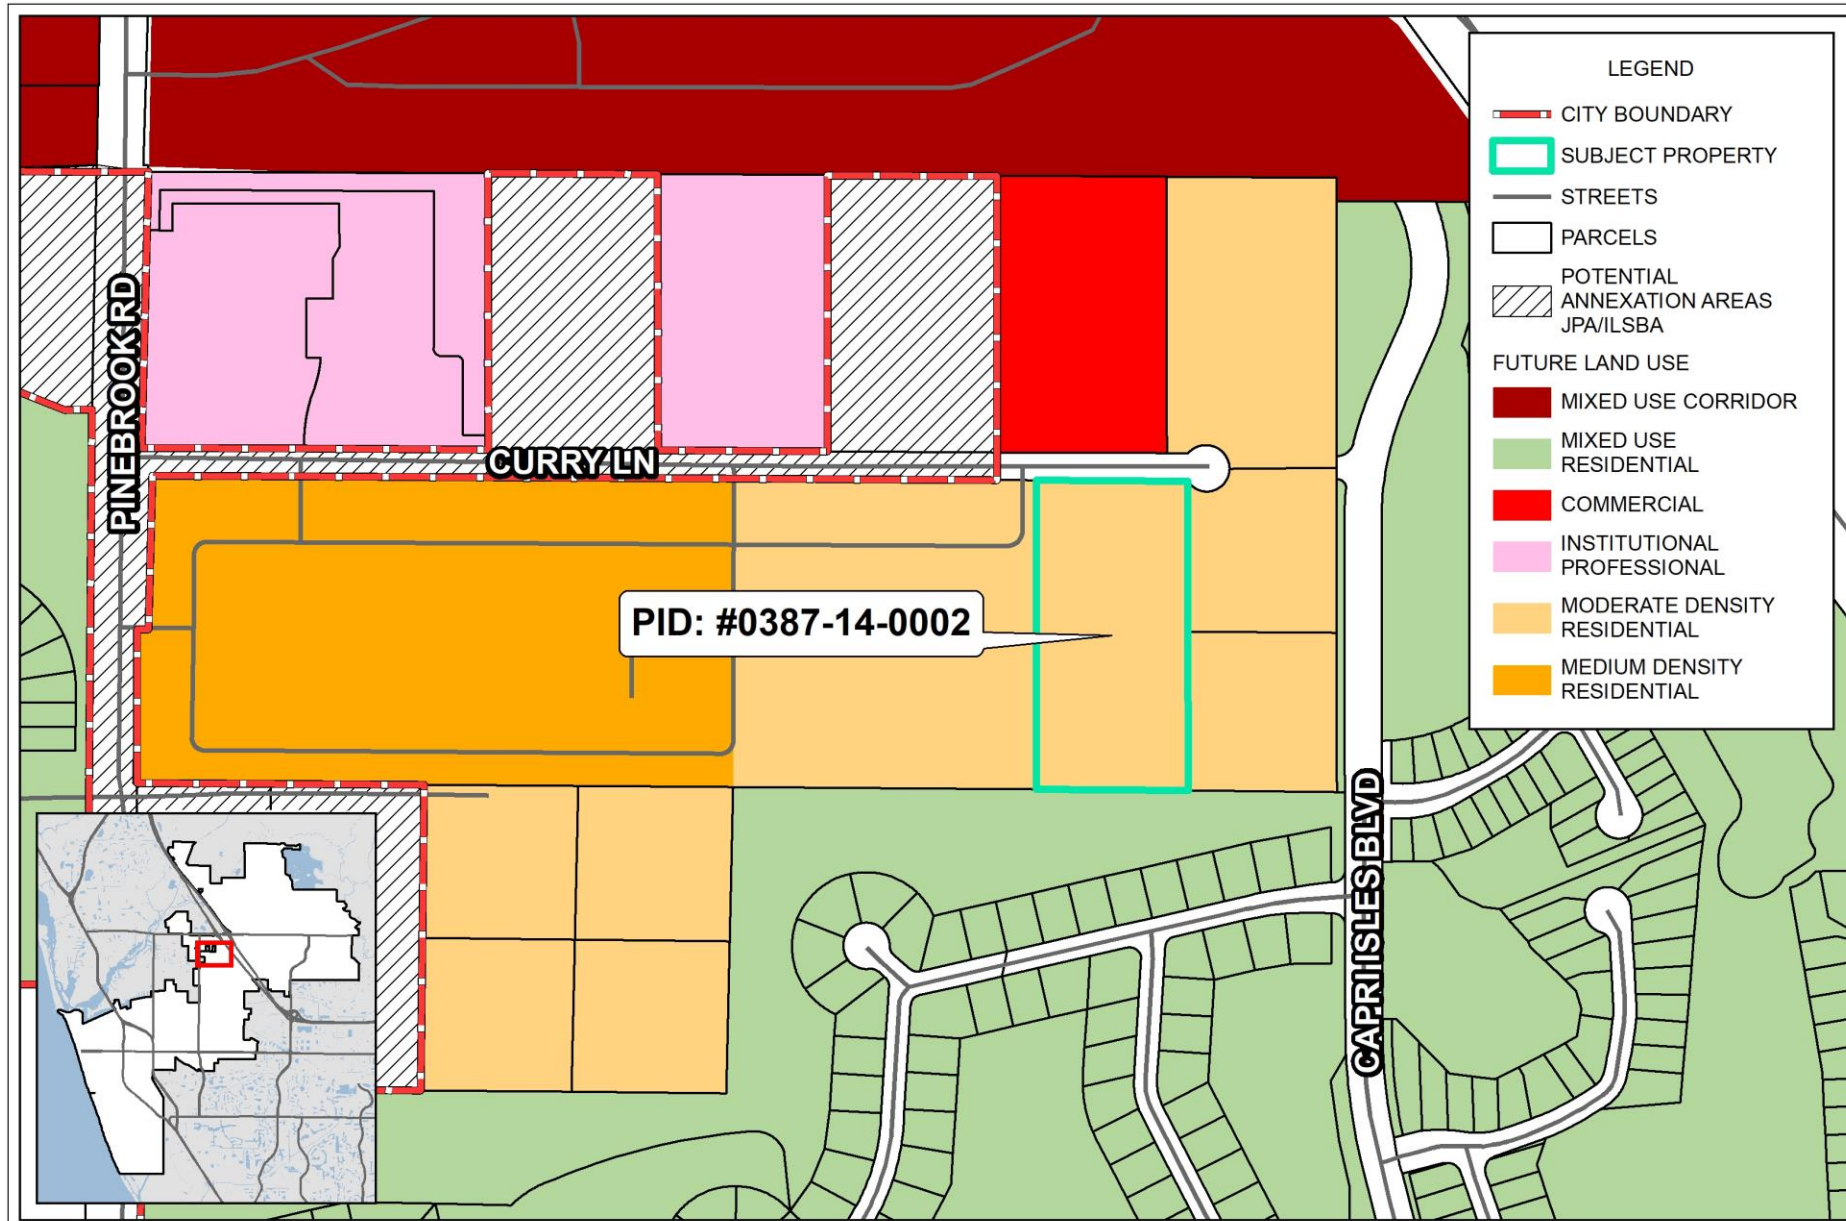 LEGEND
CITY BOUNDARY
SUBJECT PROPERTY
STREETS
PARCELS
POTENTIAL
ANNEXATION AREAS
JPA/ILSBA
FUTURE LAND USE
MIXED USE CORRIDOR
MIXED USE
RESIDENTIAL
COMMERCIAL
INSTITUTIONAL
PROFESSIONAL
MODERATE DENSITY
RESIDENTIAL
MEDIUM DENSITY
RESIDENTIAL
PINEBROOK RD
CURRY LN
PID: #0387-14-0002
CAPRI ISLES BLVD